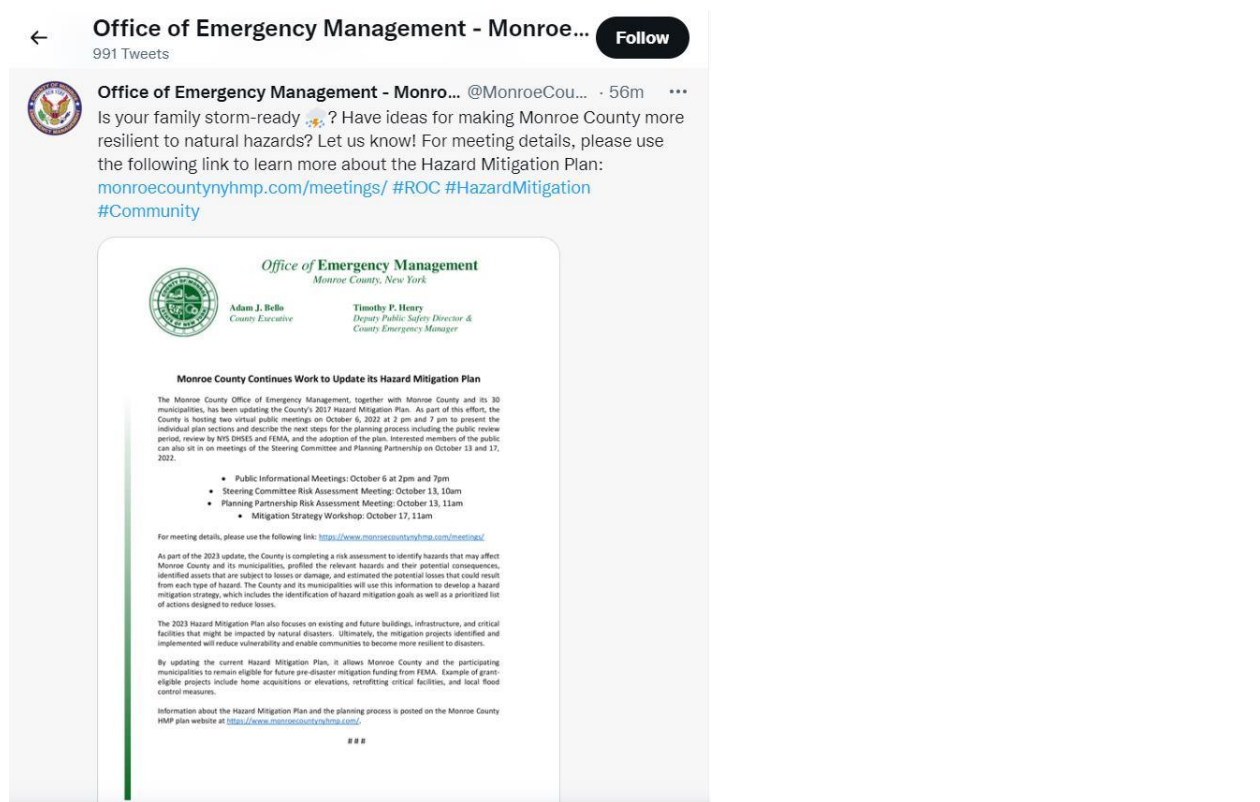 Office of Emergency Management - Monroe...
991 Tweets
Follow
Office of Emergency Management - Monro... @MonroeCou... · 56m
Is your family storm-ready ⛈️? Have ideas for making Monroe County more
resilient to natural hazards? Let us know! For meeting details, please use
the following link to learn more about the Hazard Mitigation Plan:
monroecountynyhmp.com/meetings/ #ROC #HazardMitigation
#Community
Office of Emergency Management
Monroe County, New York
Adam J. Bello
County Executive
Timothy P. Henry
Deputy Public Safety Director &
County Emergency Manager
Monroe County Continues Work to Update its Hazard Mitigation Plan
The Monroe County Office of Emergency Management, together with Monroe County and its 30
municipalities, has been updating the County's 2017 Hazard Mitigation Plan. As part of this effort, the
County is hosting two virtual public meetings on October 6, 2022 at 2 pm and 7 pm to present the
individual plan sections and describe the next steps for the planning process including the public review
period, review by NYS DHSES and FEMA, and the adoption of the plan. Interested members of the public
can also sit in on meetings of the Steering Committee and Planning Partnership on October 13 and 17,
2022.
• Public Informational Meetings: October 6 at 2pm and 7pm
• Steering Committee Risk Assessment Meeting: October 13, 10am
• Planning Partnership Risk Assessment Meeting: October 13, 11am
• Mitigation Strategy Workshop: October 17, 11am
For meeting details, please use the following link: https://www.monroecountynyhmp.com/meetings/
As part of the 2023 update, the County is completing a risk assessment to identify hazards that may affect
Monroe County and its municipalities, profiled the relevant hazards and their potential consequences,
identified assets that are subject to losses or damage, and estimated the potential losses that could result
from each type of hazard. The County and its municipalities will use this information to develop a hazard
mitigation strategy, which includes the identification of hazard mitigation goals as well as a prioritized list
of actions designed to reduce losses.
The 2023 Hazard Mitigation Plan also focuses on existing and future buildings, infrastructure, and critical
facilities that might be impacted by natural disasters. Ultimately, the mitigation projects identified and
implemented will reduce vulnerability and enable communities to become more resilient to disasters.
By updating the current Hazard Mitigation Plan, it allows Monroe County and the participating
municipalities to remain eligible for future pre-disaster mitigation funding from FEMA. Example of grant-
eligible projects include home acquisitions or elevations, retrofitting critical facilities, and local flood
control measures.
Information about the Hazard Mitigation Plan and the planning process is posted on the Monroe County
HMP plan website at https://www.monroecountynyhmp.com/.
###